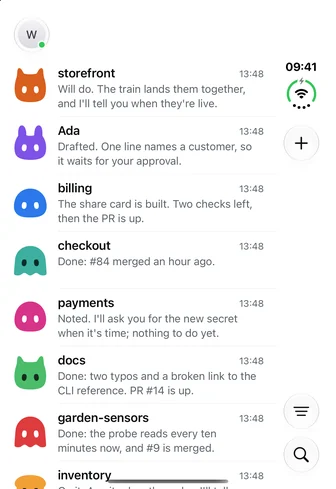 W
09:41
storefront 13:48
Will do. The train lands them together,
and I'll tell you when they're live.
Ada 13:48
Drafted. One line names a customer, so
it waits for your approval.
billing 13:48
The share card is built. Two checks left,
then the PR is up.
checkout 13:48
Done: #84 merged an hour ago.
payments 13:48
Noted. I'll ask you for the new secret
when it's time; nothing to do yet.
docs 13:48
Done: two typos and a broken link to the
CLI reference. PR #14 is up.
garden-sensors 13:48
Done: the probe reads every ten
minutes now, and #9 is merged.
inventory 13:48